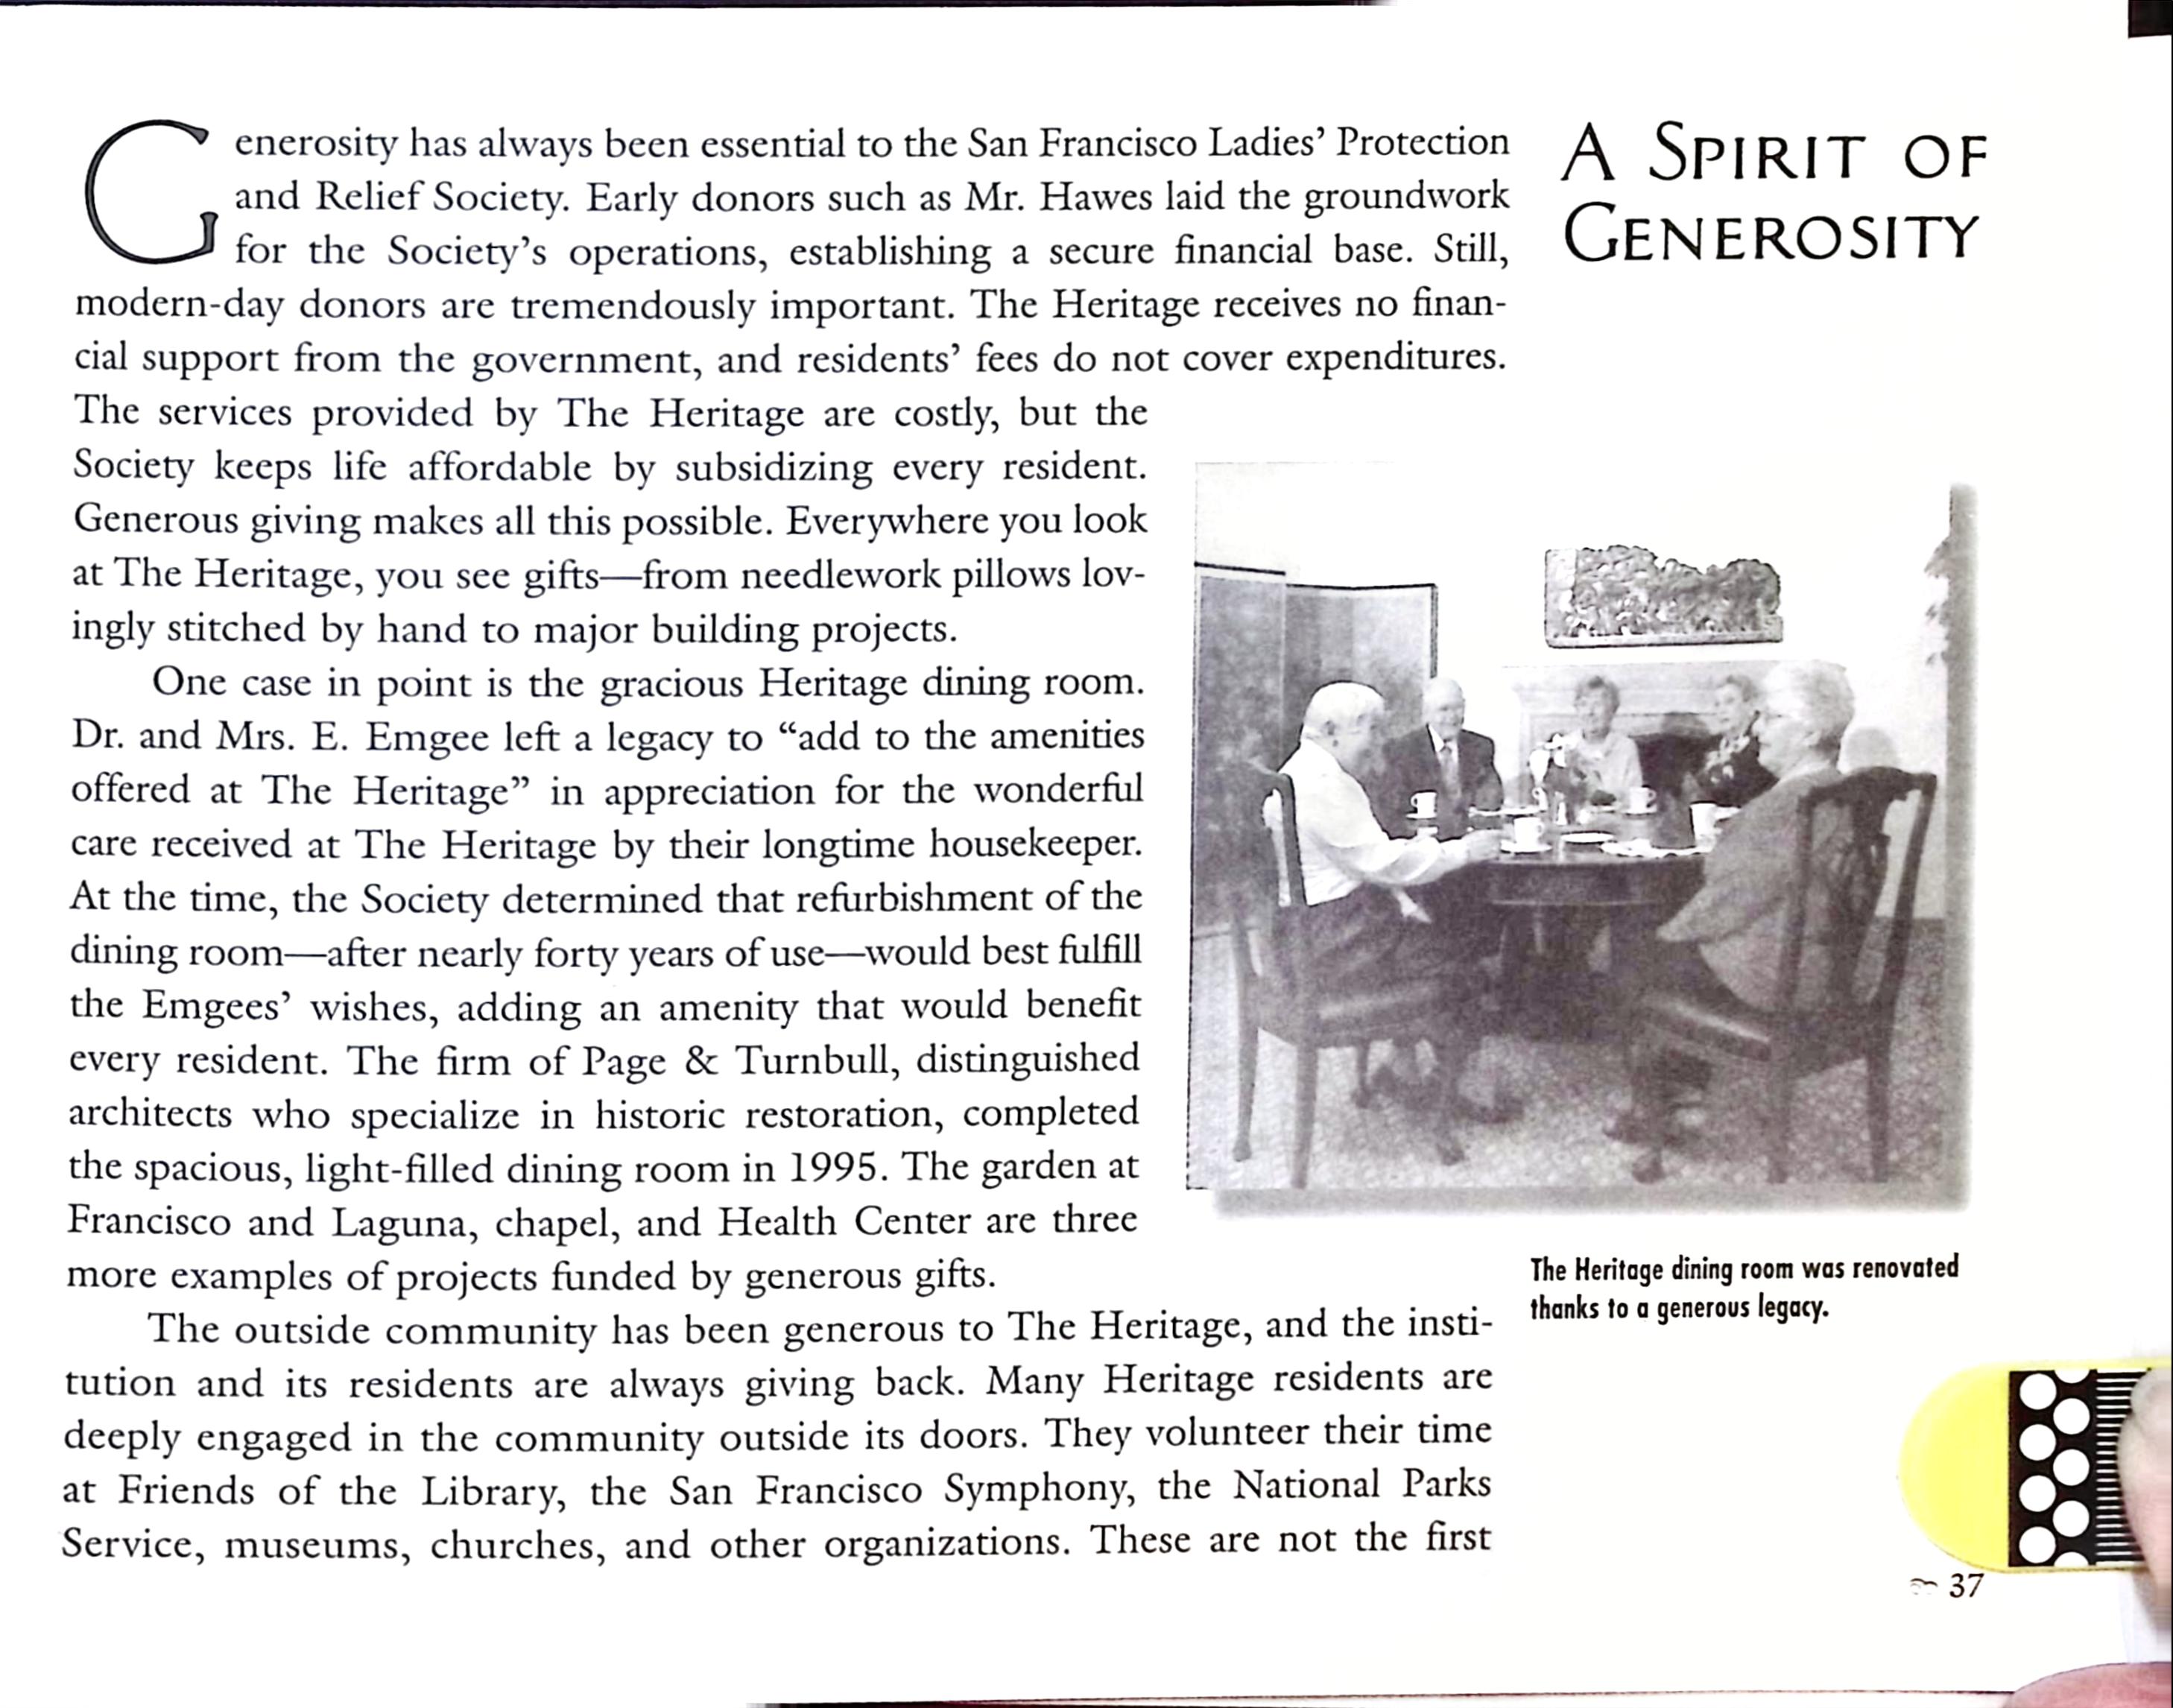 A SPIRIT OF
GENEROSITY
Generosity has always been essential to the San Francisco Ladies’ Protection
and Relief Society. Early donors such as Mr. Hawes laid the groundwork
for the Society’s operations, establishing a secure financial base. Still,
modern-day donors are tremendously important. The Heritage receives no finan-
cial support from the government, and residents’ fees do not cover expenditures.
The services provided by The Heritage are costly, but the
Society keeps life affordable by subsidizing every resident.
Generous giving makes all this possible. Everywhere you look
at The Heritage, you see gifts—from needlework pillows lov-
ingly stitched by hand to major building projects.
One case in point is the gracious Heritage dining room.
Dr. and Mrs. E. Emgee left a legacy to “add to the amenities
offered at The Heritage” in appreciation for the wonderful
care received at The Heritage by their longtime housekeeper.
At the time, the Society determined that refurbishment of the
dining room—after nearly forty years of use—would best fulfill
the Emgees’ wishes, adding an amenity that would benefit
every resident. The firm of Page & Turnbull, distinguished
architects who specialize in historic restoration, completed
the spacious, light-filled dining room in 1995. The garden at
Francisco and Laguna, chapel, and Health Center are three
more examples of projects funded by generous gifts.
The outside community has been generous to The Heritage, and the insti-
tution and its residents are always giving back. Many Heritage residents are
deeply engaged in the community outside its doors. They volunteer their time
at Friends of the Library, the San Francisco Symphony, the National Parks
Service, museums, churches, and other organizations. These are not the first
The Heritage dining room was renovated
thanks to a generous legacy.
37